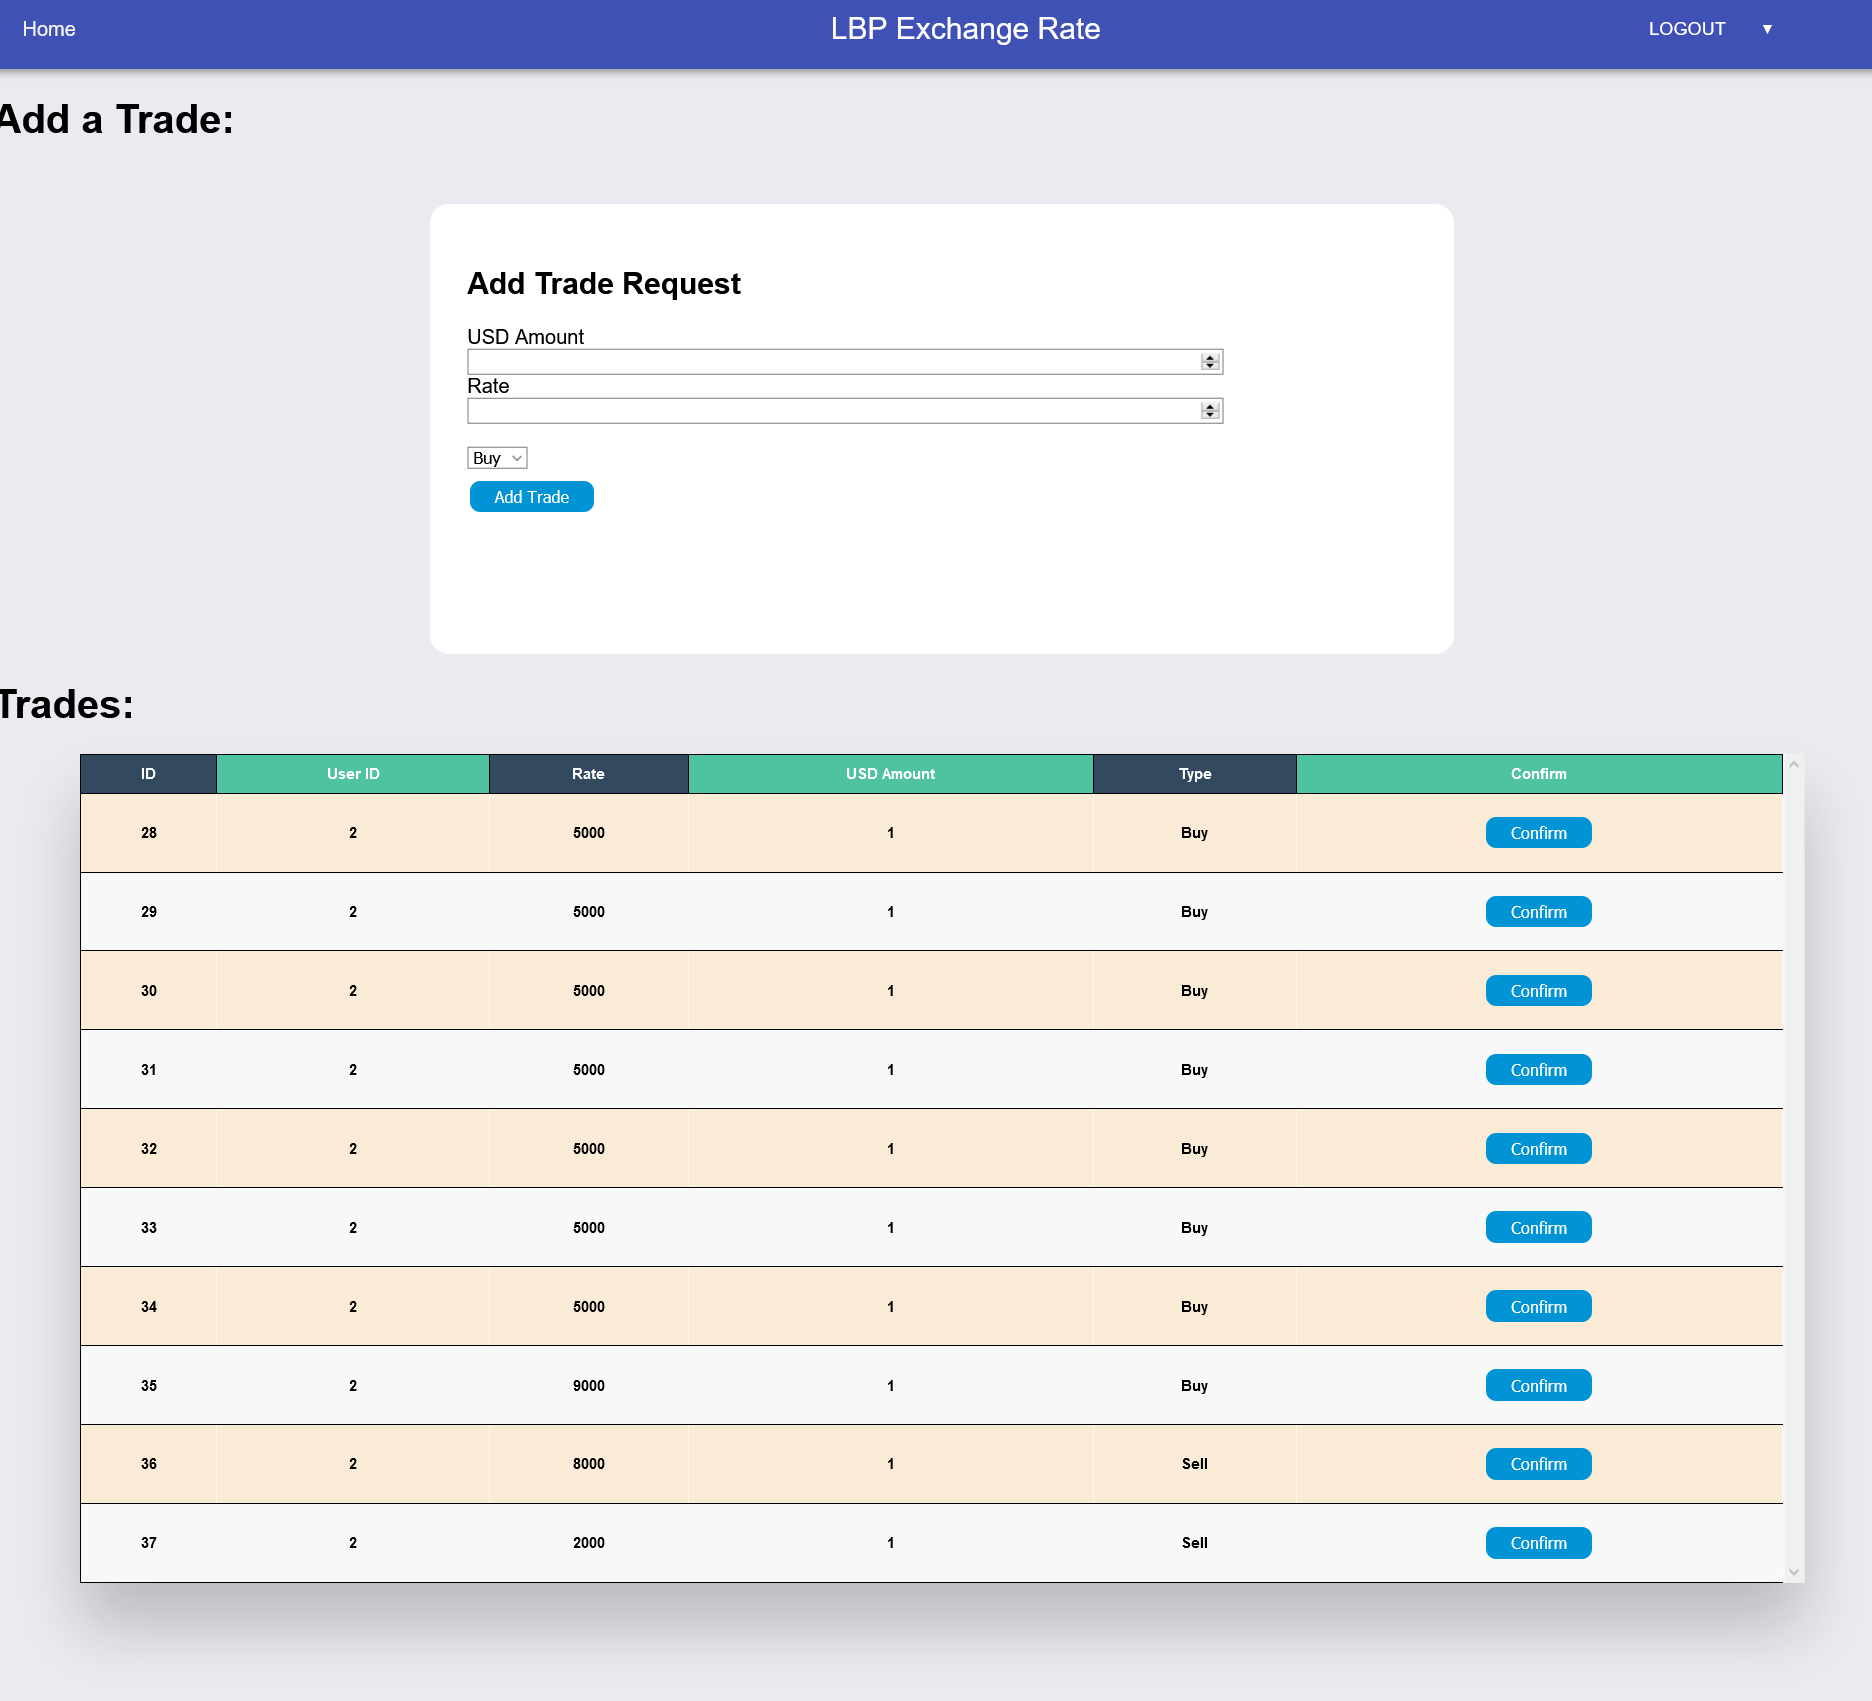 Home LBP Exchange Rate LOGOUT ▼
Add a Trade:
Add Trade Request
USD Amount
Rate
Buy
Add Trade
Trades:
ID User ID Rate USD Amount Type Confirm
28 2 5000 1 Buy Confirm
29 2 5000 1 Buy Confirm
30 2 5000 1 Buy Confirm
31 2 5000 1 Buy Confirm
32 2 5000 1 Buy Confirm
33 2 5000 1 Buy Confirm
34 2 5000 1 Buy Confirm
35 2 9000 1 Buy Confirm
36 2 8000 1 Sell Confirm
37 2 2000 1 Sell Confirm